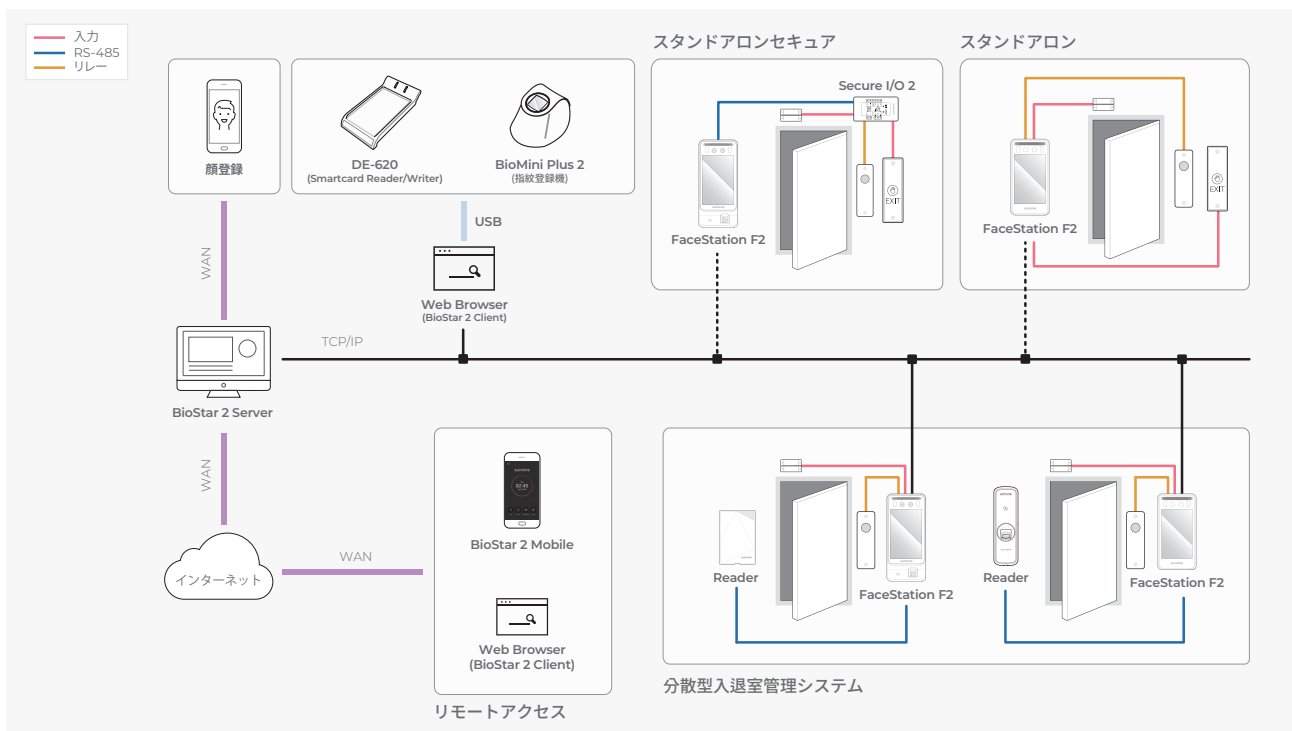 入力
RS-485
リレー
顔登録
DE-620
(Smartcard Reader/Writer)
BioMini Plus 2
(指紋登録機)
スタンドアロンセキュア
Secure I/O 2
EXIT
FaceStation F2
スタンドアロン
EXIT
FaceStation F2
WAN
USB
Web Browser
(BioStar 2 Client)
TCP/IP
BioStar 2 Server
WAN
インターネット
WAN
02:45
BioStar 2 Mobile
Web Browser
(BioStar 2 Client)
リモートアクセス
Reader
FaceStation F2
Reader
FaceStation F2
分散型入退室管理システム